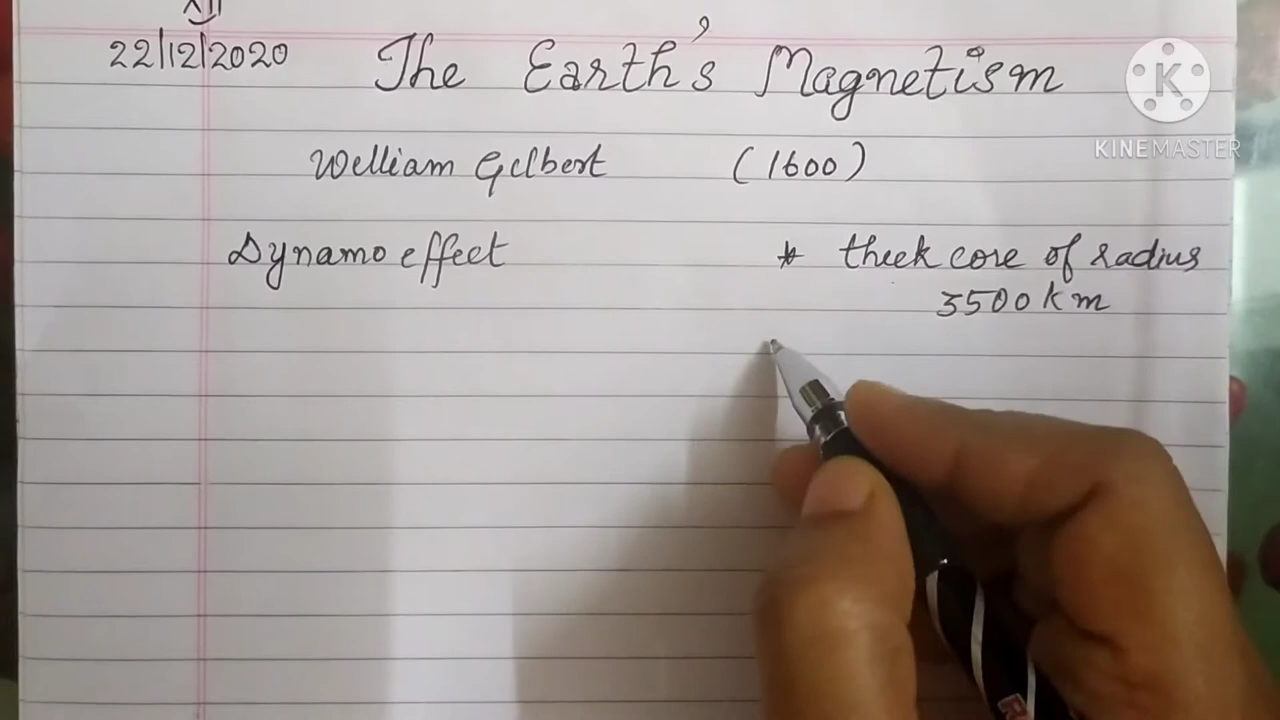 XII
22/12/2020
The Earth's Magnetism
William Gilbert (1600)
Dynamo effect
* thick core of radius
3500 km
K
KINEMASTER